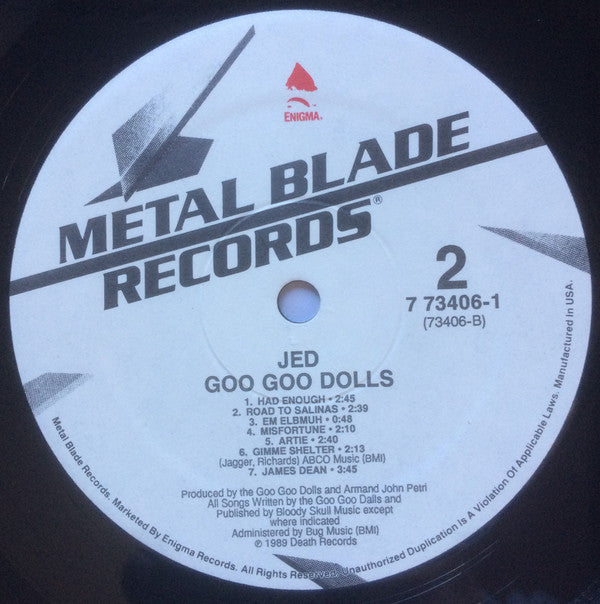 ENIGMA®
METAL BLADE
RECORDS®
2
7 73406-1
(73406-B)
JED
GOO GOO DOLLS
1. HAD ENOUGH • 2:45
2. ROAD TO SALINAS • 2:39
3. EM ELBMUH • 0:48
4. MISFORTUNE • 2:10
5. ARTIE • 2:40
6. GIMME SHELTER • 2:13
(Jagger, Richards) ABCO Music (BMI)
7. JAMES DEAN • 3:45
Produced by the Goo Goo Dolls and Armand John Petri
All Songs Written by the Goo Goo Dalls and
Published by Bloody Skull Music except
where indicated
Administered by Bug Music (BMI)
℗ 1989 Death Records
Metal Blade Records. Marketed By Enigma Records. All Rights Reserved. Unauthorized Duplication Is A Violation Of Applicable Laws. Manufactured in USA.